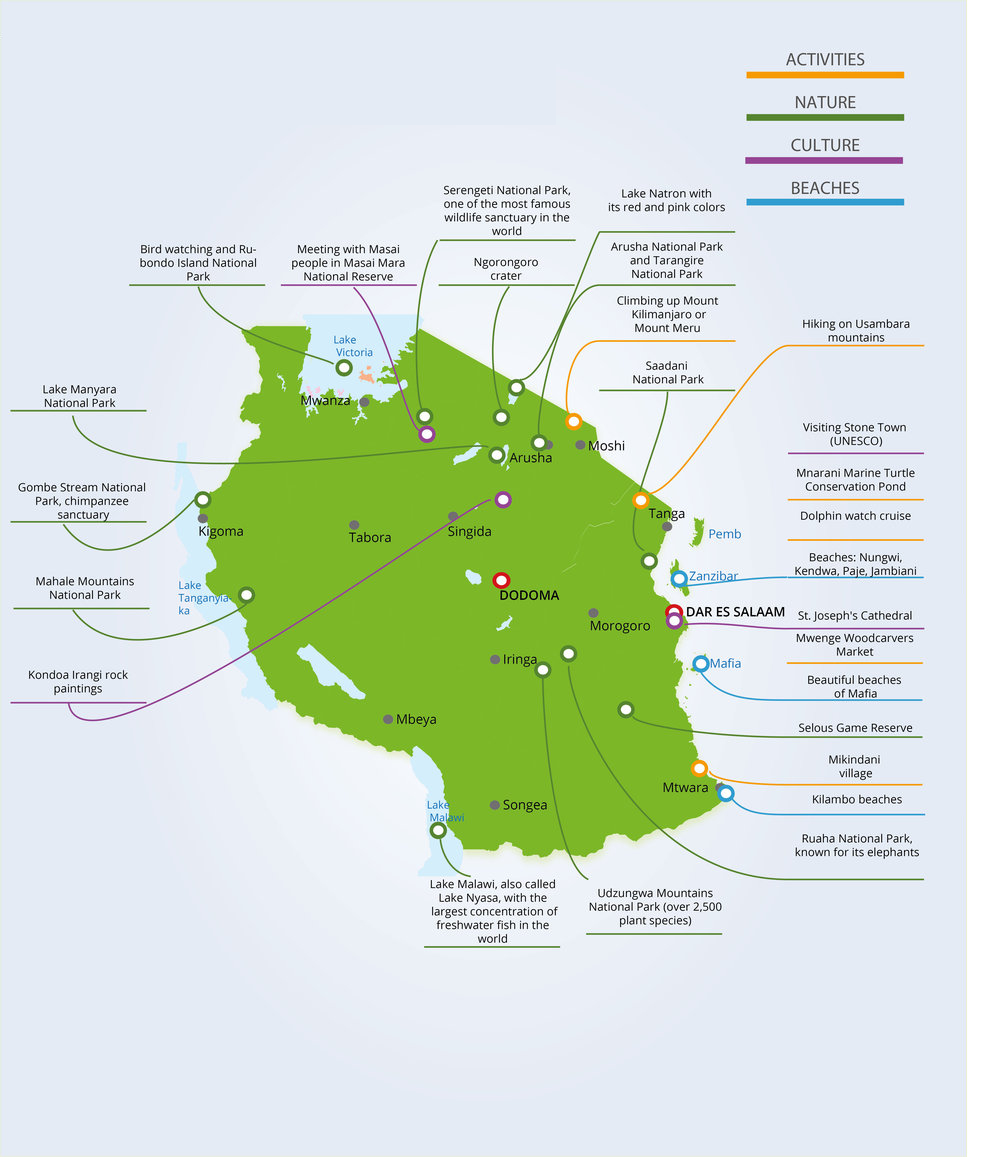 ACTIVITIES
NATURE
CULTURE
BEACHES
Serengeti National Park,
one of the most famous
wildlife sanctuary in the
world
Lake Natron with
its red and pink colors
Bird watching and Ru-
bondo Island National
Park
Meeting with Masai
people in Masai Mara
National Reserve
Ngorongoro
crater
Arusha National Park
and Tarangire
National Park
Climbing up Mount
Kilimanjaro or
Mount Meru
Hiking on Usambara
mountains
Saadani
National Park
Lake Manyara
National Park
Visiting Stone Town
(UNESCO)
Mnarani Marine Turtle
Conservation Pond
Dolphin watch cruise
Beaches: Nungwi,
Kendwa, Paje, Jambiani
Gombe Stream National
Park, chimpanzee
sanctuary
Mahale Mountains
National Park
Kondoa Irangi rock
paintings
St. Joseph's Cathedral
Mwenge Woodcarvers
Market
Beautiful beaches
of Mafia
Selous Game Reserve
Mikindani
village
Kilambo beaches
Ruaha National Park,
known for its elephants
Udzungwa Mountains
National Park (over 2,500
plant species)
Lake Malawi, also called
Lake Nyasa, with the
largest concentration of
freshwater fish in the
world
Lake
Victoria
Mwanza
Arusha
Moshi
Kigoma
Tabora
Singida
Tanga
Pemb
Zanzibar
Lake
Tanganyia-
ka
DODOMA
DAR ES SALAAM
Morogoro
Iringa
Mafia
Mbeya
Mtwara
Songea
Lake
Malawi